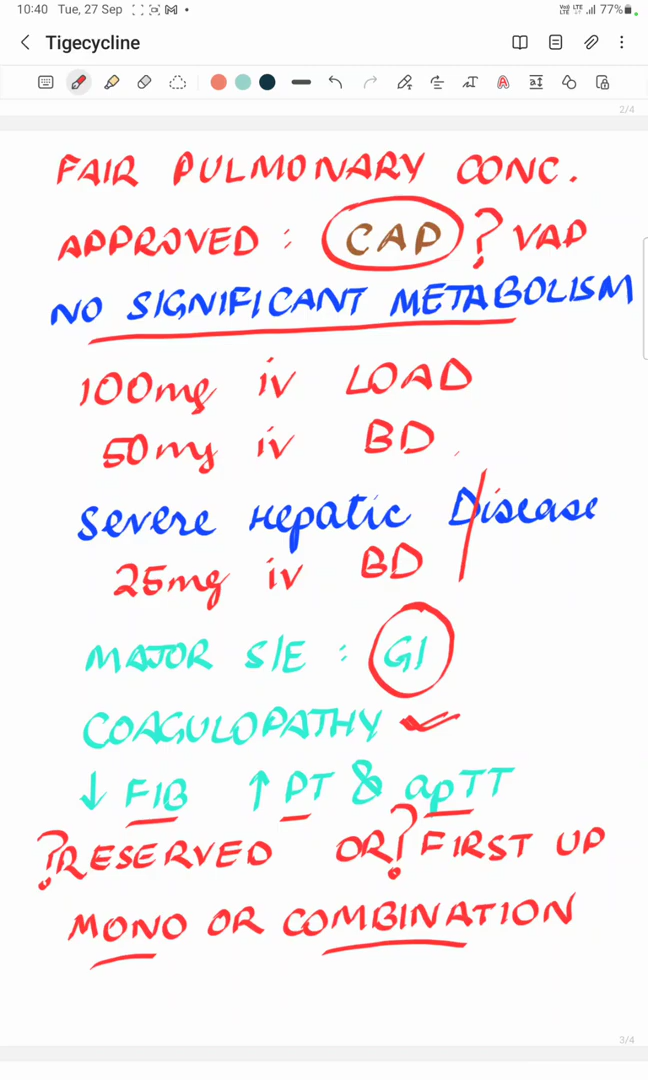 10:40 Tue, 27 Sep 77%
Tigecycline
2/4
FAIR PULMONARY CONC.
APPROVED : CAP ? VAP
NO SIGNIFICANT METABOLISM
100mg iv LOAD
50mg iv BD
Severe Hepatic Disease
25mg iv BD
MAJOR S/E : GI
COAGULOPATHY
↓ FIB ↑ PT & apTT
? RESERVED OR ? FIRST UP
MONO OR COMBINATION
3/4